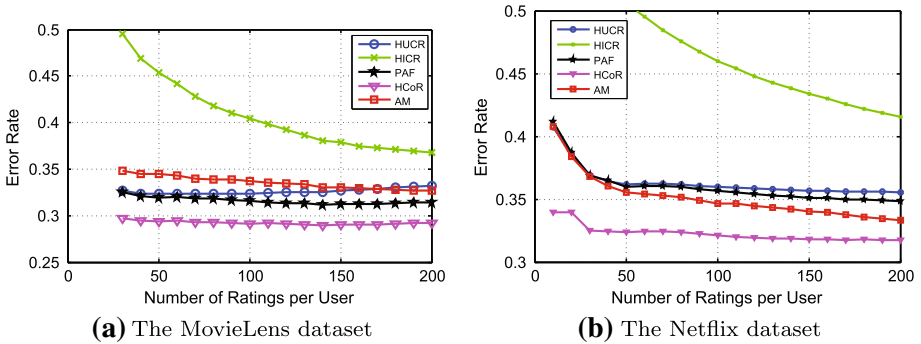 0.5
0.45
0.4
0.35
0.3
0.25
Error Rate
0 50 100 150 200
Number of Ratings per User
HUCR
HICR
PAF
HCoR
AM
(a) The MovieLens dataset
0.5
0.45
0.4
0.35
0.3
Error Rate
0 50 100 150 200
Number of Ratings per User
HUCR
HICR
PAF
HCoR
AM
(b) The Netflix dataset